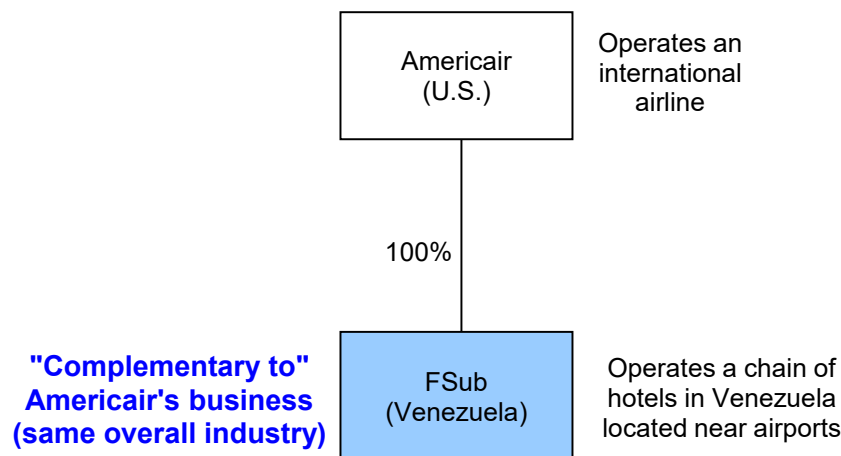 Americair
(U.S.)
Operates an
international
airline
100%
"Complementary to"
Americair's business
(same overall industry)
FSub
(Venezuela)
Operates a chain of
hotels in Venezuela
located near airports